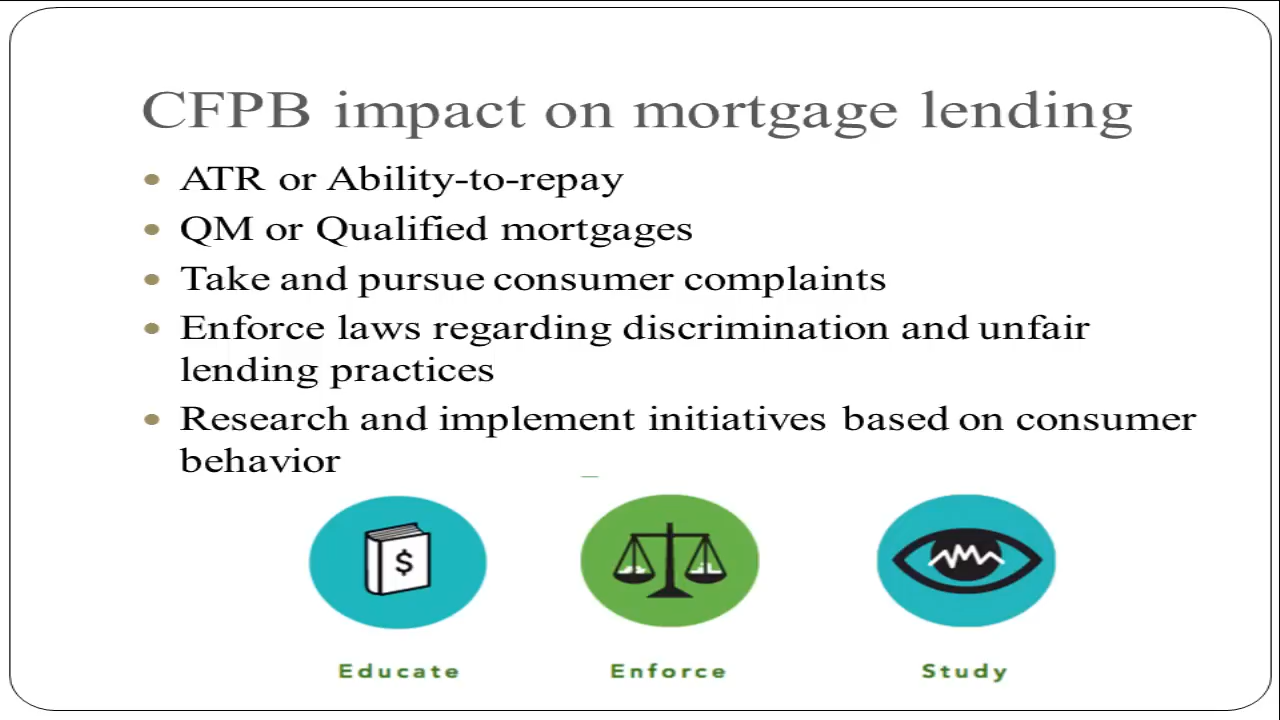 CFPB impact on mortgage lending
ATR or Ability-to-repay
QM or Qualified mortgages
Take and pursue consumer complaints
Enforce laws regarding discrimination and unfair
lending practices
Research and implement initiatives based on consumer
behavior
$
Educate
Enforce
Study